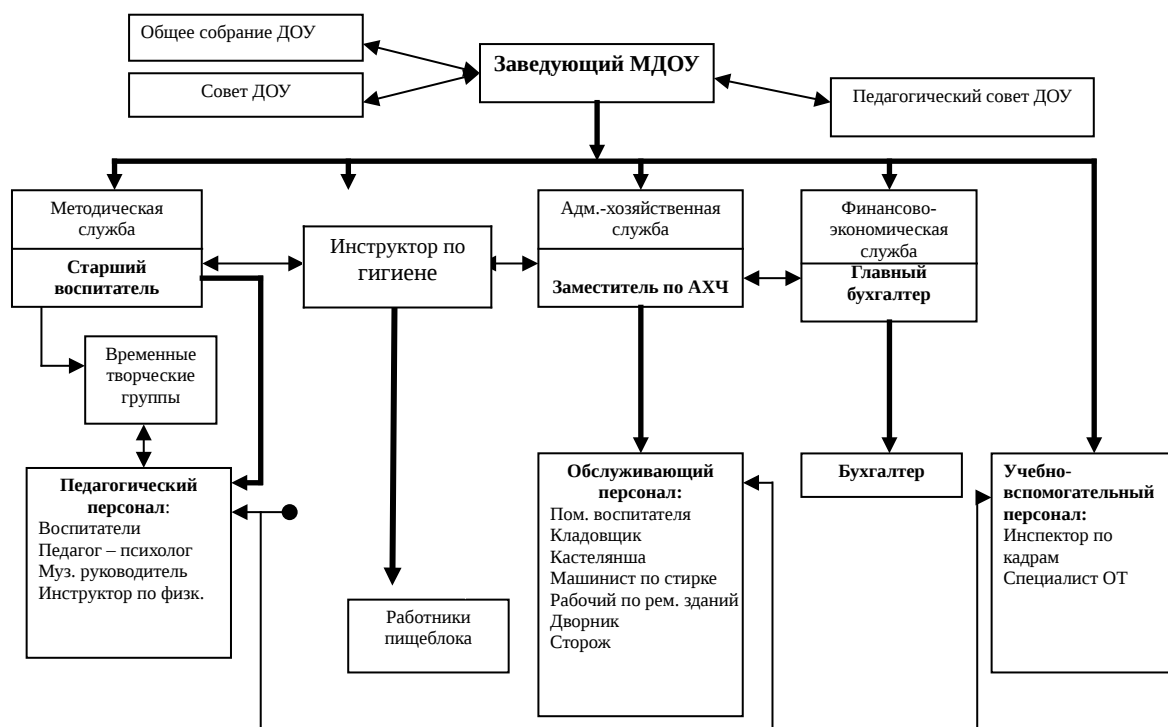 Общее собрание ДОУ
Заведующий МДОУ
Совет ДОУ
Педагогический совет ДОУ
Методическая
служба
Старший
воспитатель
Инструктор по
гигиене
Адм.-хозяйственная
служба
Заместитель по АХЧ
Финансово-
экономическая
служба
Главный
бухгалтер
Временные
творческие
группы
Педагогический
персонал:
Воспитатели
Педагог – психолог
Муз. руководитель
Инструктор по физк.
Работники
пищеблока
Обслуживающий
персонал:
Пом. воспитателя
Кладовщик
Кастелянша
Машинист по стирке
Рабочий по рем. зданий
Дворник
Сторож
Бухгалтер
Учебно-
вспомогательный
персонал:
Инспектор по
кадрам
Специалист ОТ